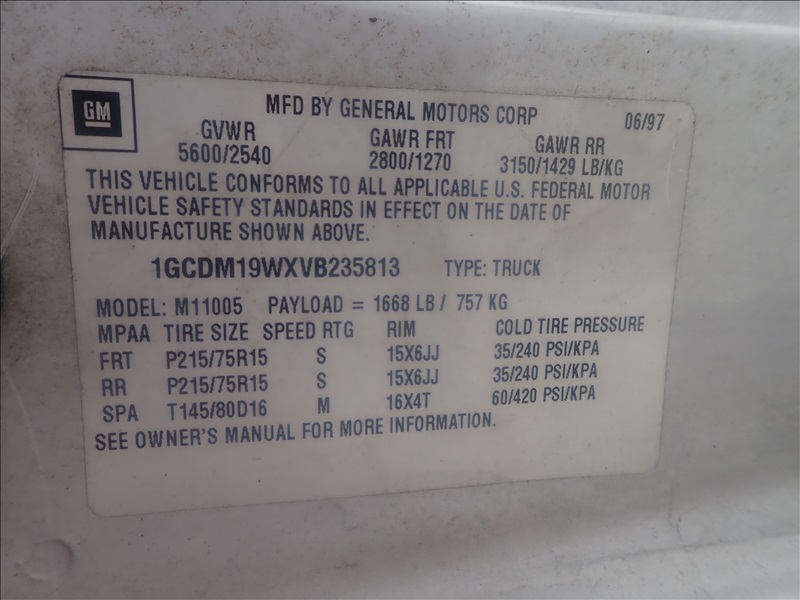 GM
MFD BY GENERAL MOTORS CORP 06/97
GVWR GAWR FRT GAWR RR
5600/2540 2800/1270 3150/1429 LB/KG
THIS VEHICLE CONFORMS TO ALL APPLICABLE U.S. FEDERAL MOTOR
VEHICLE SAFETY STANDARDS IN EFFECT ON THE DATE OF
MANUFACTURE SHOWN ABOVE.
1GCDM19WXVB235813 TYPE: TRUCK
MODEL: M11005 PAYLOAD = 1668 LB / 757 KG
MPAA TIRE SIZE SPEED RTG RIM COLD TIRE PRESSURE
FRT P215/75R15 S 15X6JJ 35/240 PSI/KPA
RR P215/75R15 S 15X6JJ 35/240 PSI/KPA
SPA T145/80D16 M 16X4T 60/420 PSI/KPA
SEE OWNER'S MANUAL FOR MORE INFORMATION.